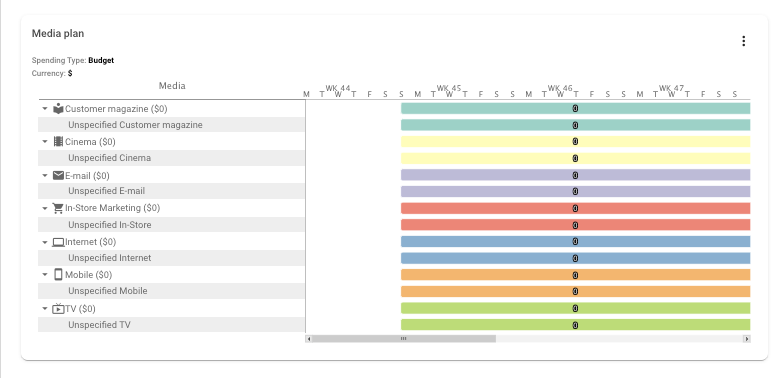 Media plan
Spending Type: Budget
Currency: $
Media
WK 44 WK 45 WK 46 WK 47
M T W T F S S M T W T F S S M T W T F S S M T W T F S S
Customer magazine ($0) 0
Unspecified Customer magazine 0
Cinema ($0) 0
Unspecified Cinema 0
E-mail ($0) 0
Unspecified E-mail 0
In-Store Marketing ($0) 0
Unspecified In-Store 0
Internet ($0) 0
Unspecified Internet 0
Mobile ($0) 0
Unspecified Mobile 0
TV ($0) 0
Unspecified TV 0